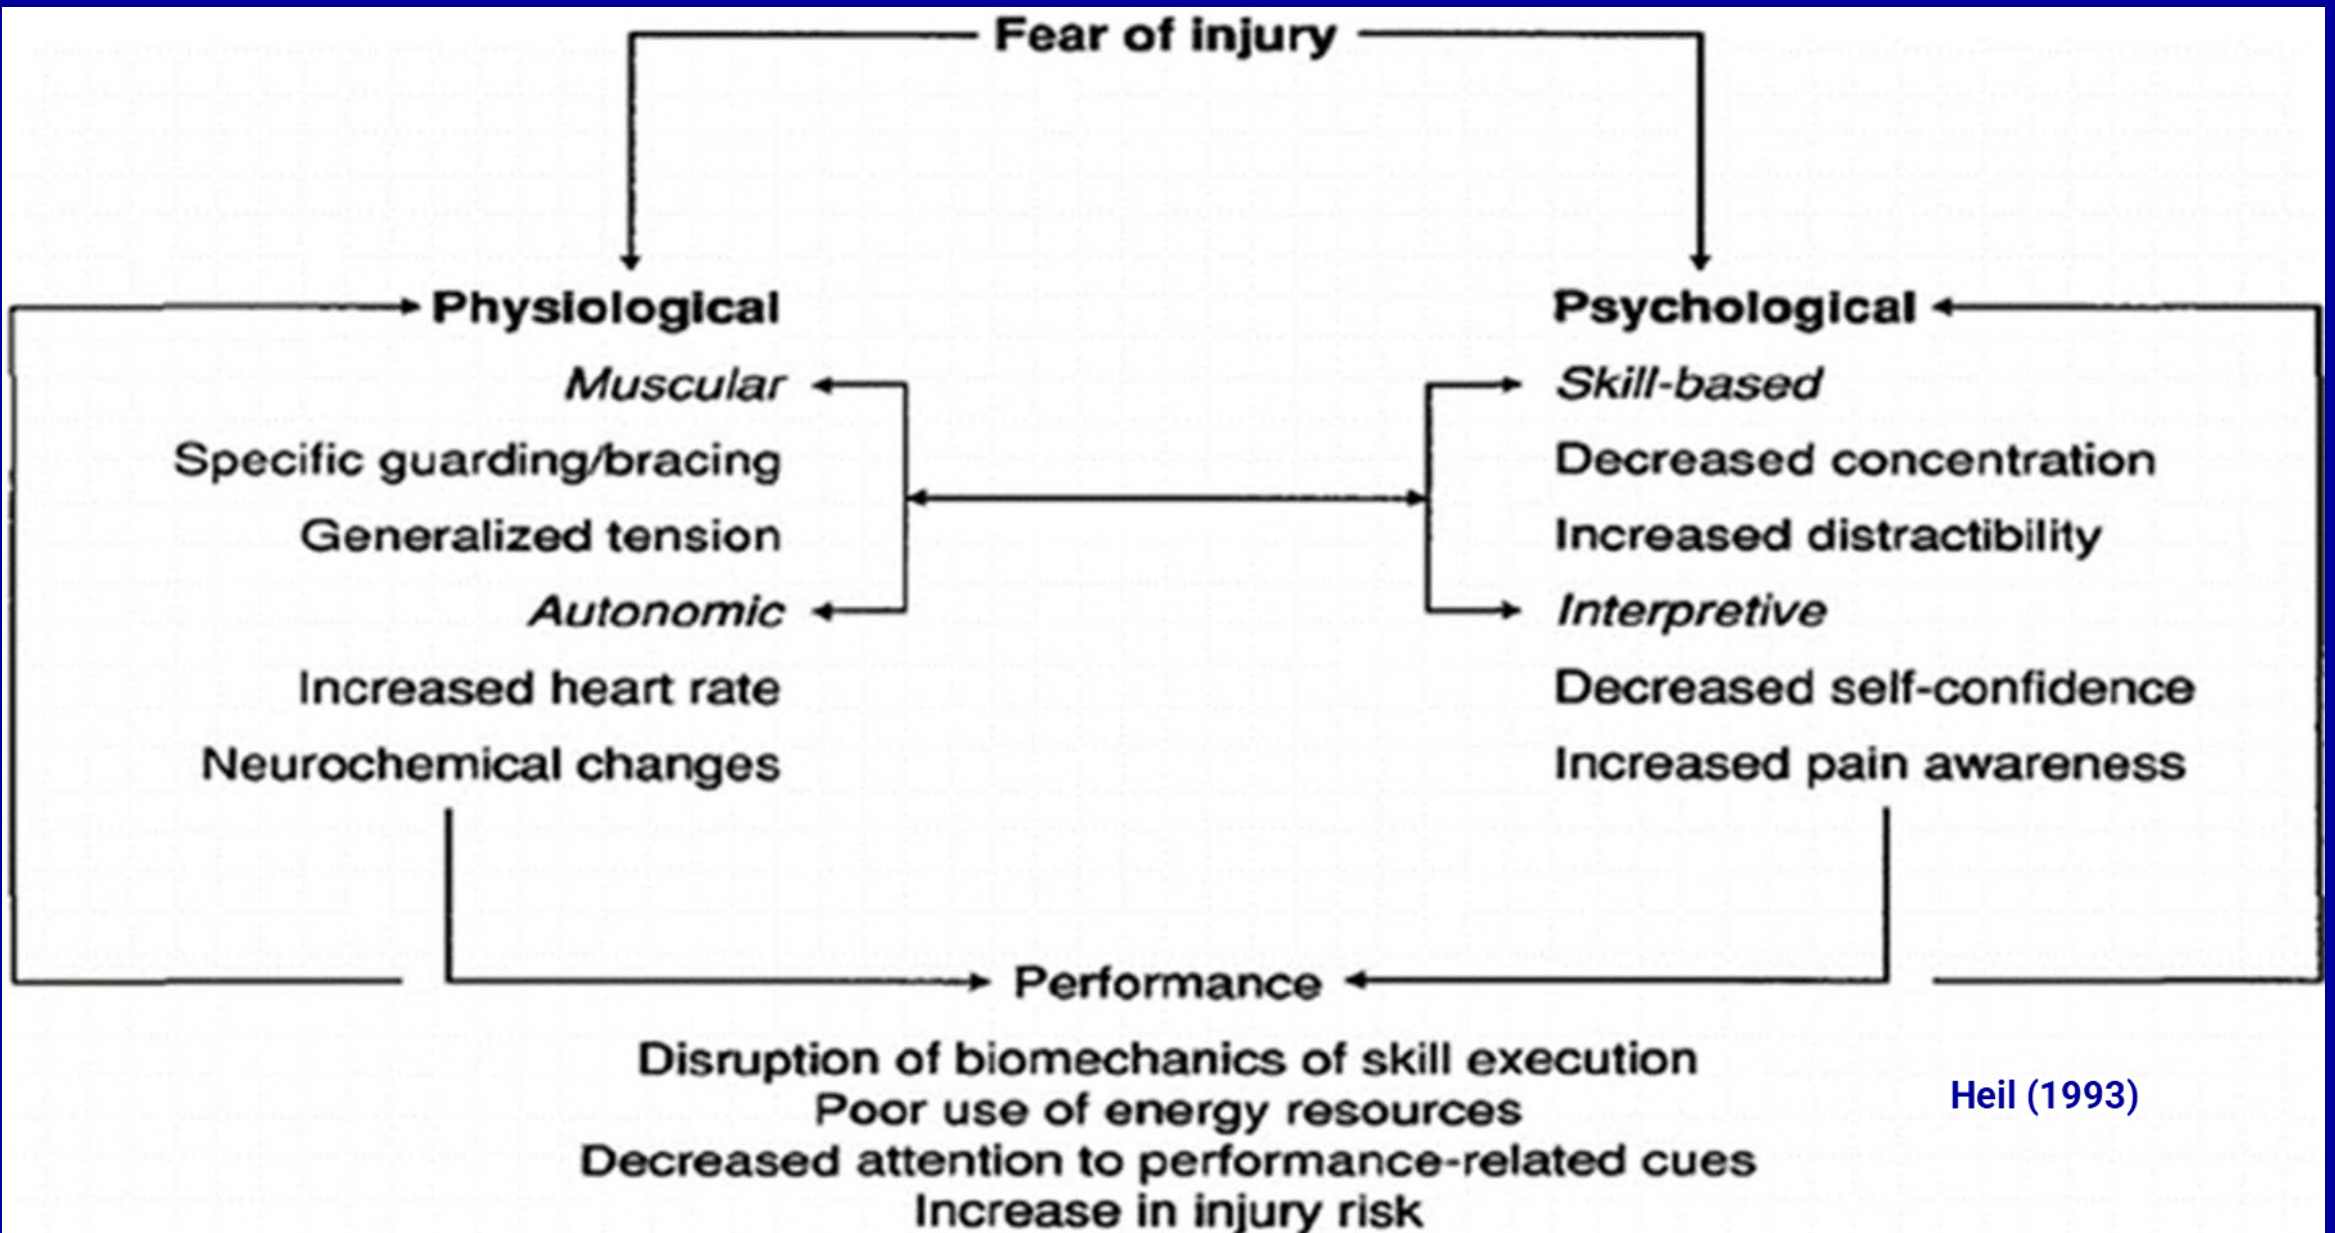 Fear of injury
Physiological
Muscular
Specific guarding/bracing
Generalized tension
Autonomic
Increased heart rate
Neurochemical changes
Psychological
Skill-based
Decreased concentration
Increased distractibility
Interpretive
Decreased self-confidence
Increased pain awareness
Performance
Disruption of biomechanics of skill execution
Poor use of energy resources
Decreased attention to performance-related cues
Increase in injury risk
Heil (1993)